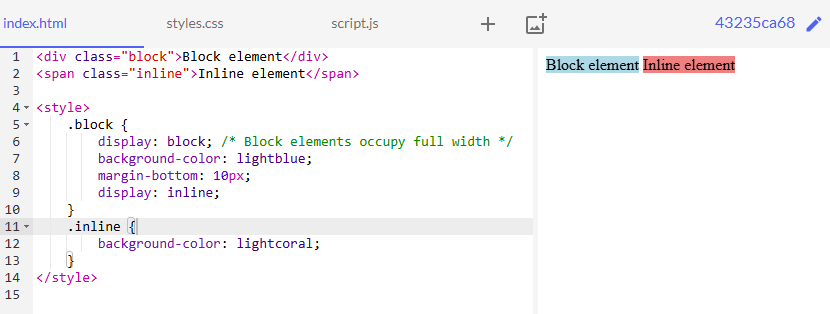 index.html styles.css script.js + 43235ca68
1 <div class="block">Block element</div>
2 <span class="inline">Inline element</span>
3
4 <style>
5 .block {
6 display: block; /* Block elements occupy full width */
7 background-color: lightblue;
8 margin-bottom: 10px;
9 display: inline;
10 }
11 .inline {
12 background-color: lightcoral;
13 }
14 </style>
15
Block element Inline element